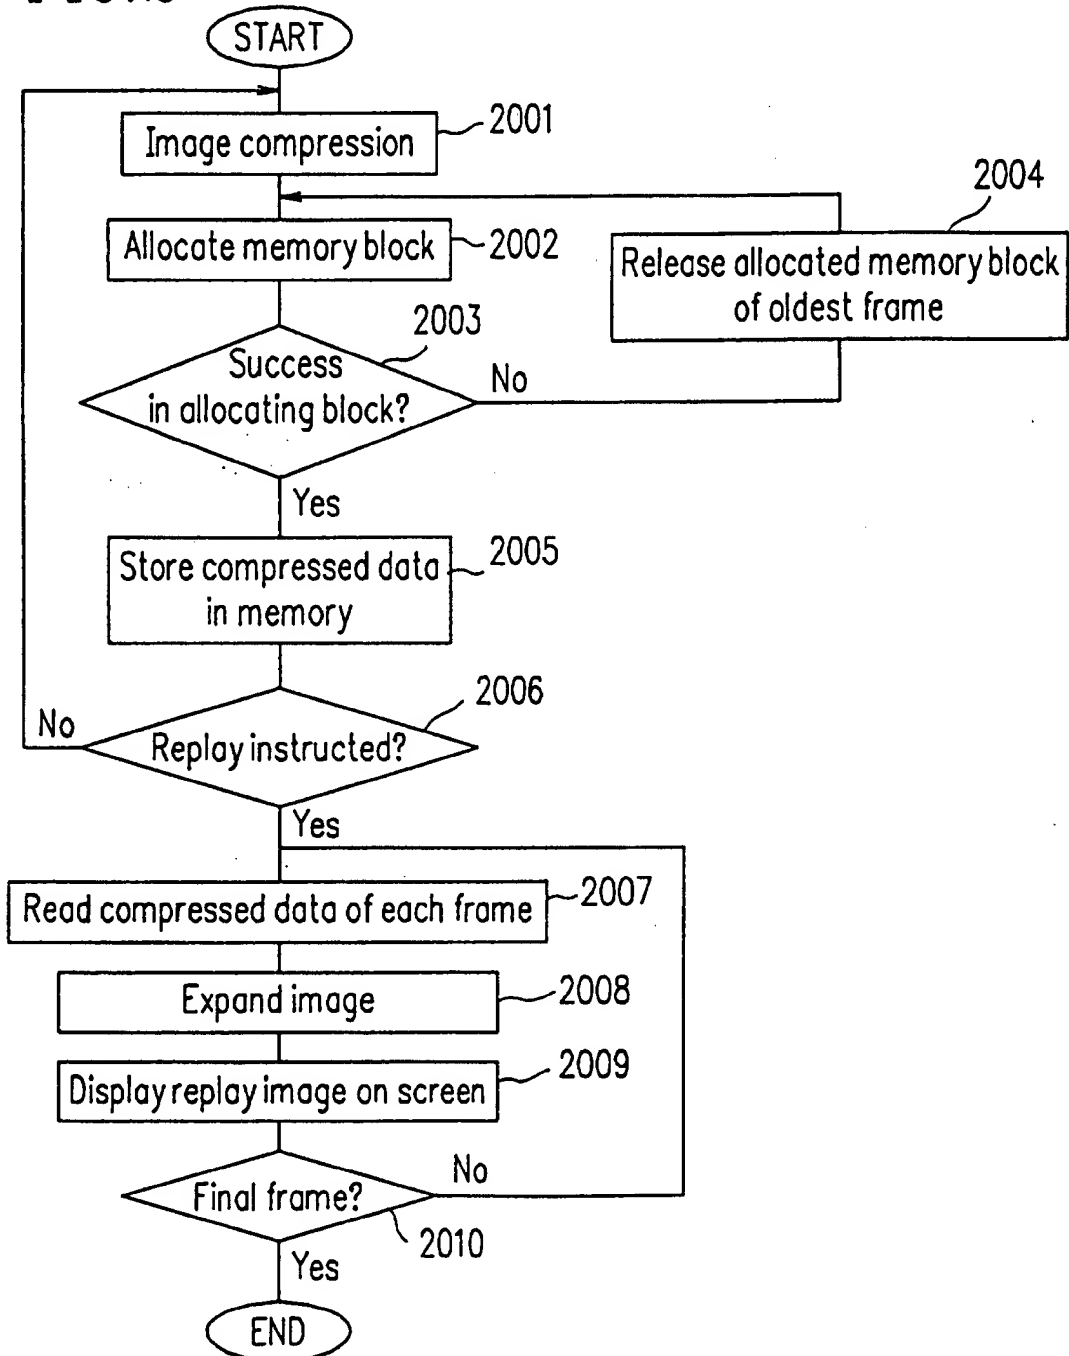 START
Image compression
2001
Allocate memory block
2002
2004
Release allocated memory block
of oldest frame
2003
Success
in allocating block?
No
Yes
Store compressed data
in memory
2005
2006
Replay instructed?
No
Yes
Read compressed data of each frame
2007
Expand image
2008
Display replay image on screen
2009
Final frame?
No
2010
Yes
END